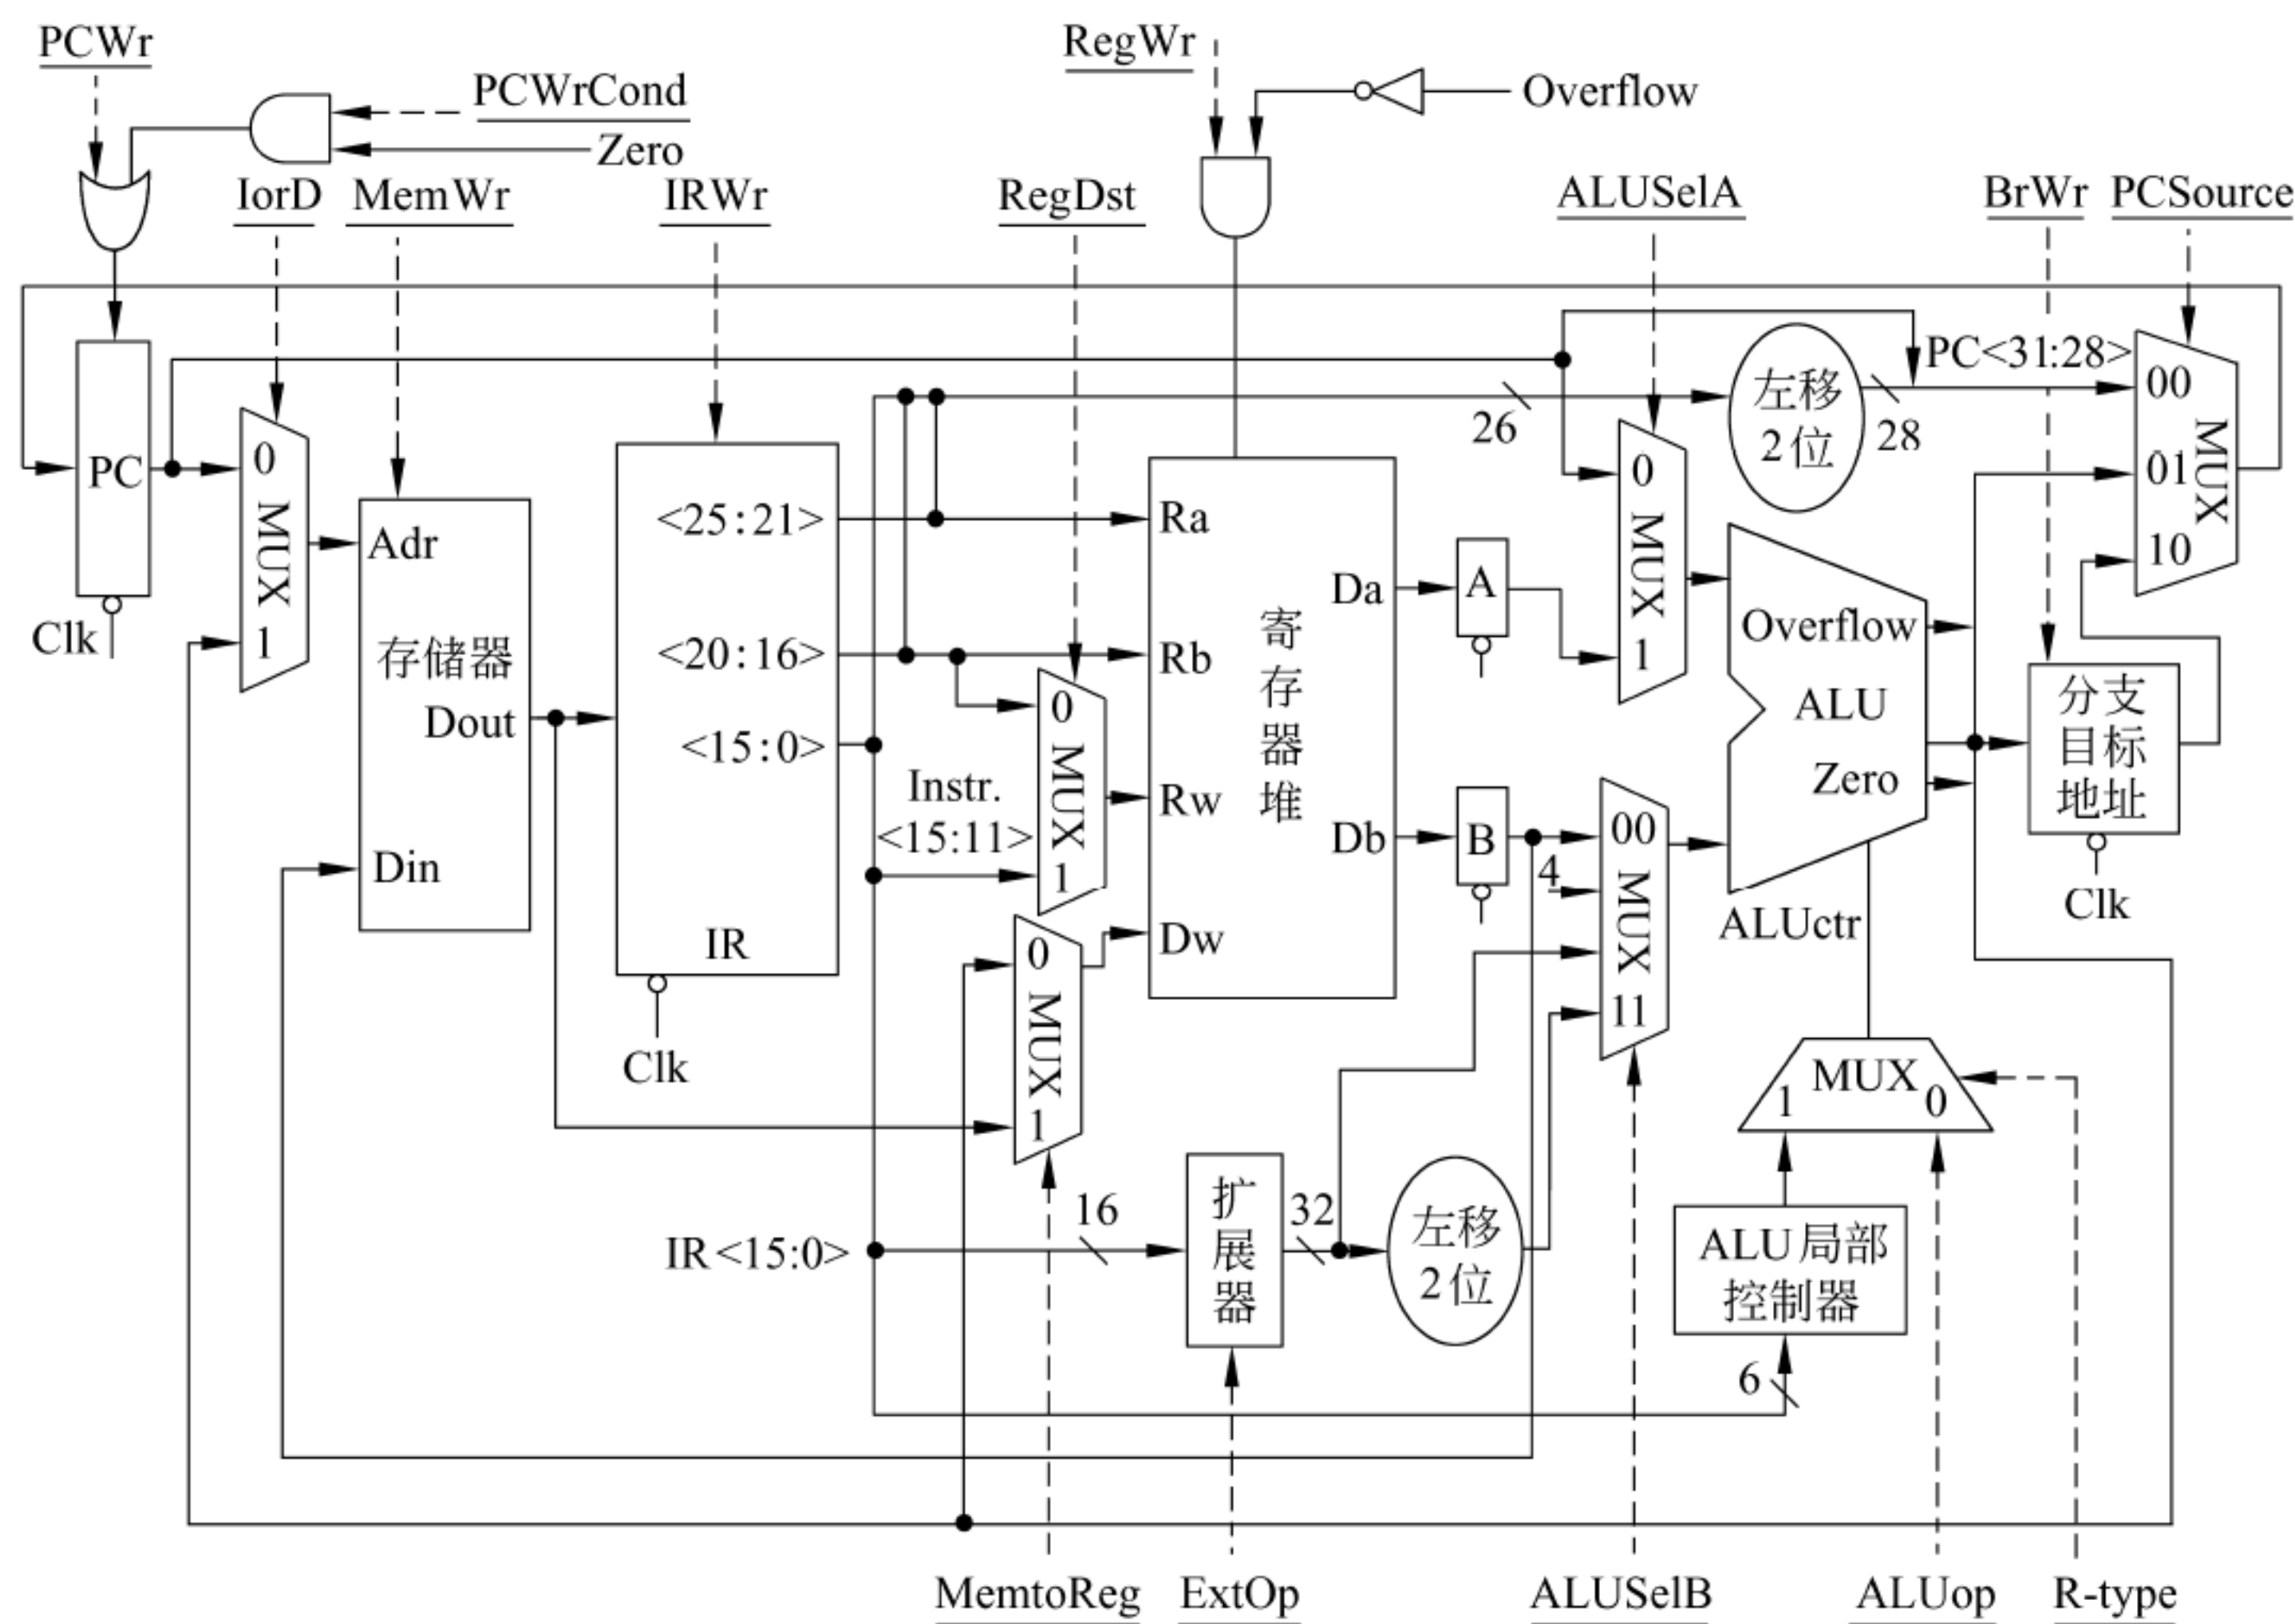 PCWr
RegWr
PCWrCond
Overflow
Zero
IorD
MemWr
IRWr
RegDst
ALUSelA
BrWr
PCSource
PC<31:28>
左移
2位
26
28
00
01
10
MUX
PC
Clk
0
MUX
1
Adr
存储器
Dout
Din
<25:21>
<20:16>
<15:0>
IR
Clk
Instr.
<15:11>
0
MUX
1
0
MUX
1
Ra
Rb
Rw
Dw
寄存器堆
Da
Db
A
B
4
0
MUX
1
00
MUX
11
Overflow
ALU
Zero
ALUctr
分支
目标
地址
Clk
MUX
1
0
IR<15:0>
16
扩展器
32
左移
2位
ALU局部
控制器
6
MemtoReg
ExtOp
ALUSelB
ALUop
R-type